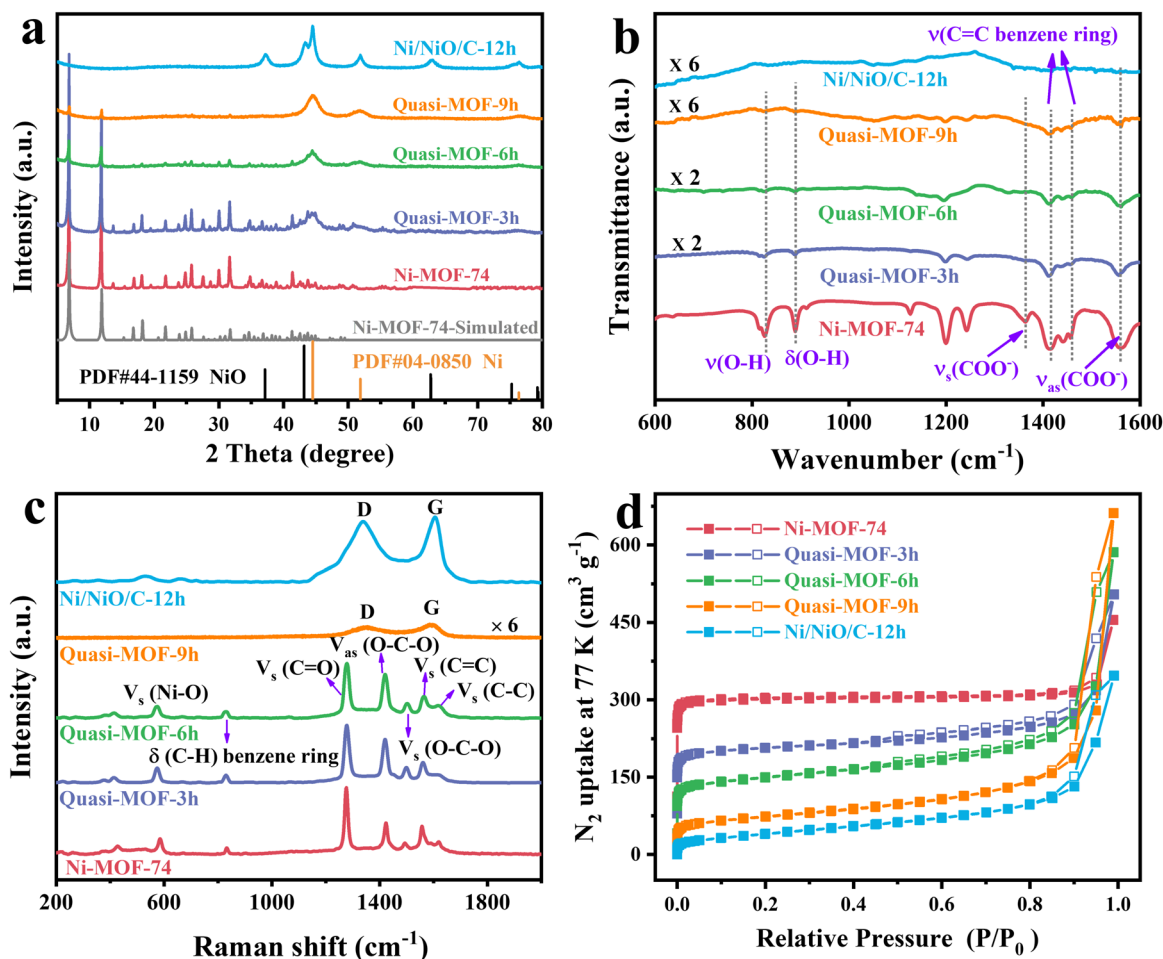 a
Ni/NiO/C-12h
Quasi-MOF-9h
Quasi-MOF-6h
Quasi-MOF-3h
Ni-MOF-74
Ni-MOF-74-Simulated
PDF#04-0850 Ni
PDF#44-1159 NiO
10 20 30 40 50 60 70 80
2 Theta (degree)
Intensity (a.u.)
b
ν(C=C benzene ring)
X 6
Ni/NiO/C-12h
X 6
Quasi-MOF-9h
X 2
Quasi-MOF-6h
X 2
Quasi-MOF-3h
Ni-MOF-74
ν(O-H)
δ(O-H)
νs(COO-)
νas(COO-)
600 800 1000 1200 1400 1600
Wavenumber (cm-1)
Transmittance (a.u.)
c
D
G
Ni/NiO/C-12h
D
G
× 6
Quasi-MOF-9h
Vas (O-C-O)
Vs (C=O)
Vs (C=C)
Vs (C-C)
Vs (Ni-O)
Quasi-MOF-6h
Vs (O-C-O)
δ (C-H) benzene ring
Quasi-MOF-3h
Ni-MOF-74
200 600 1000 1400 1800
Raman shift (cm-1)
Intensity (a.u.)
d
Ni-MOF-74
Quasi-MOF-3h
Quasi-MOF-6h
Quasi-MOF-9h
Ni/NiO/C-12h
600
450
300
150
0
0.0 0.2 0.4 0.6 0.8 1.0
Relative Pressure (P/P0)
N2 uptake at 77 K (cm3 g-1)